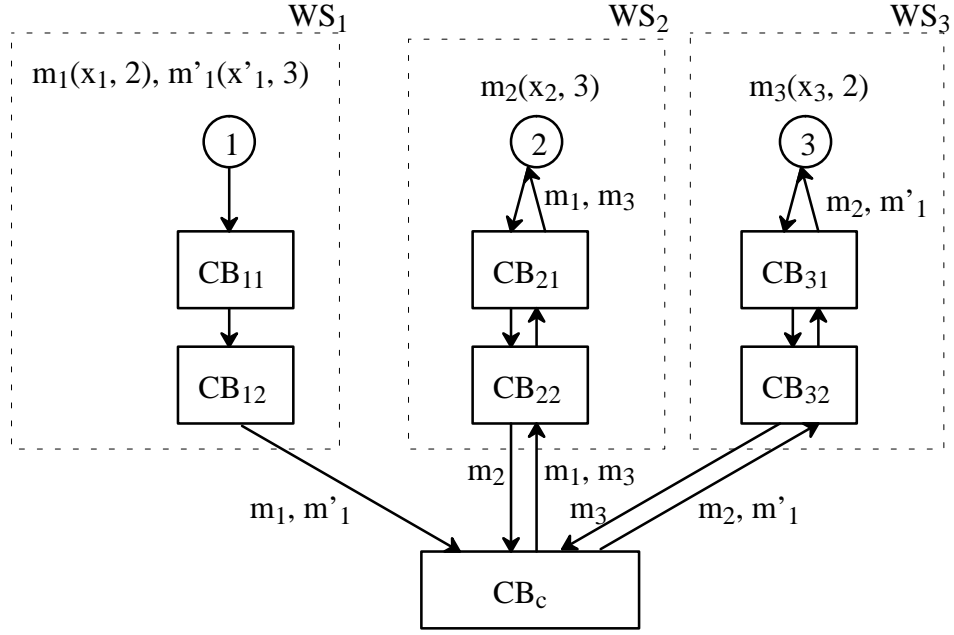 WS₁ WS₂ WS₃
m₁(x₁, 2), m’₁(x’₁, 3) m₂(x₂, 3) m₃(x₃, 2)
1 2 3
m₁, m₃ m₂, m’₁
CB₁₁ CB₂₁ CB₃₁
CB₁₂ CB₂₂ CB₃₂
m₂ m₁, m₃
m₁, m’₁ m₃ m₂, m’₁
CB_c